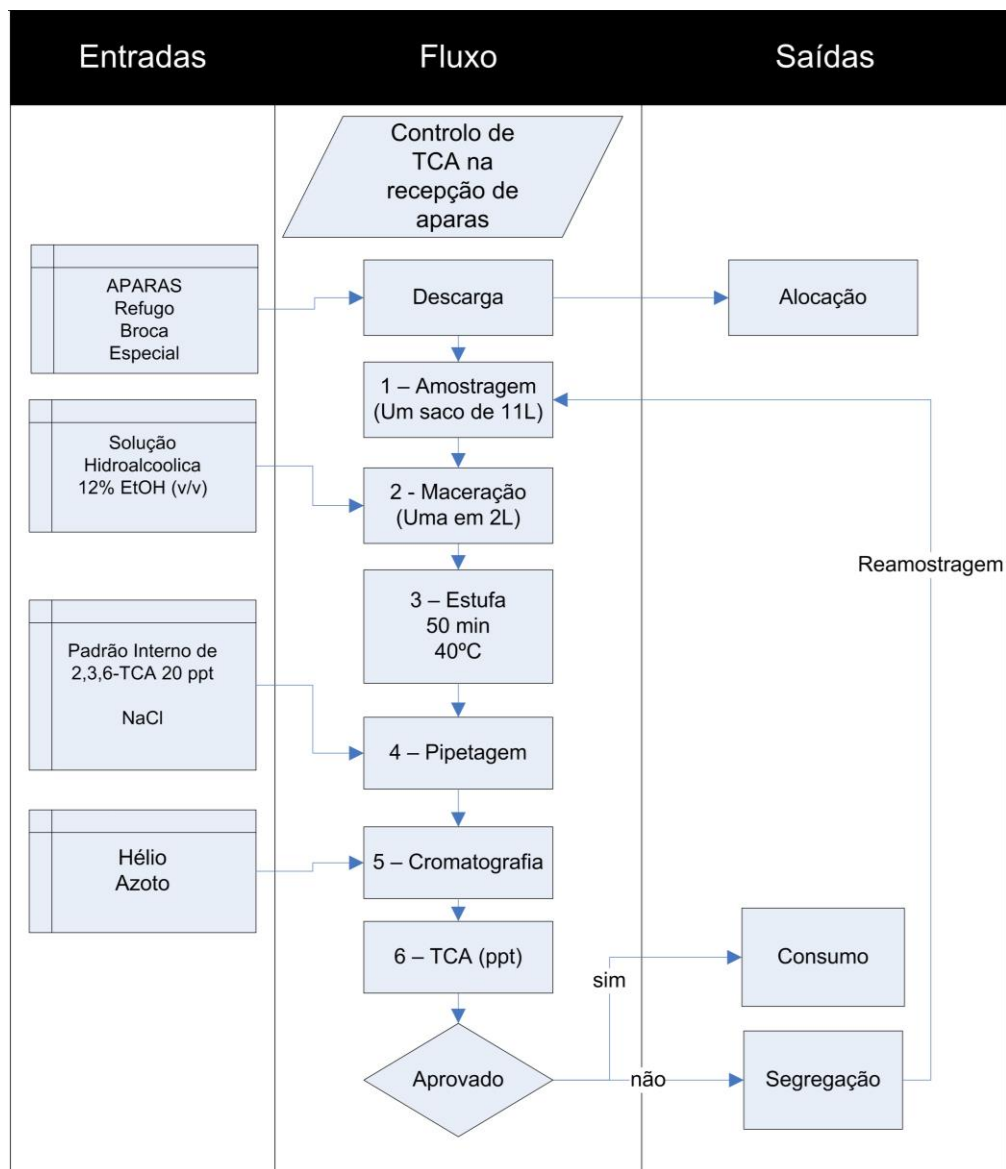 Entradas
Fluxo
Saídas
Controlo de
TCA na
recepção de
aparas
APARAS
Refugo
Broca
Especial
Descarga
Alocação
1 – Amostragem
(Um saco de 11L)
Solução
Hidroalcoolica
12% EtOH (v/v)
2 - Maceração
(Uma em 2L)
Reamostragem
3 – Estufa
50 min
40ºC
Padrão Interno de
2,3,6-TCA 20 ppt
NaCl
4 – Pipetagem
Hélio
Azoto
5 – Cromatografia
6 – TCA (ppt)
sim
Consumo
Aprovado
não
Segregação